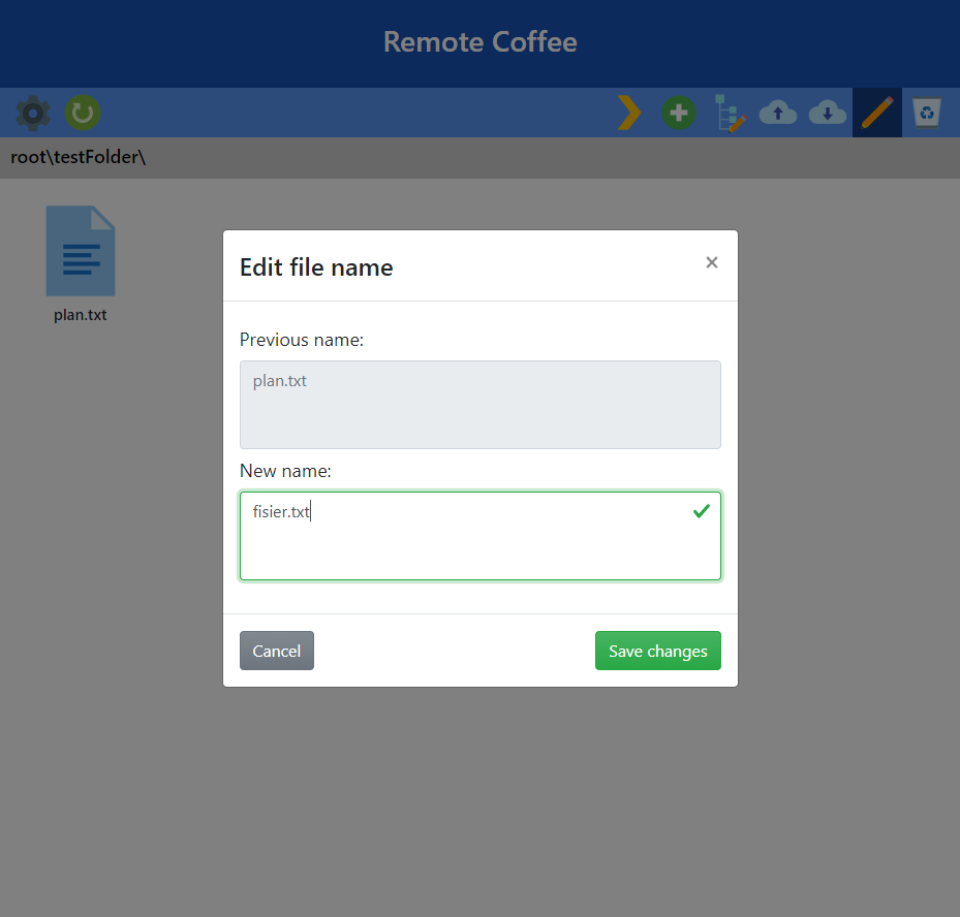 Remote Coffee
root\testFolder\
plan.txt
Edit file name
×
Previous name:
plan.txt
New name:
fisier.txt
Cancel
Save changes